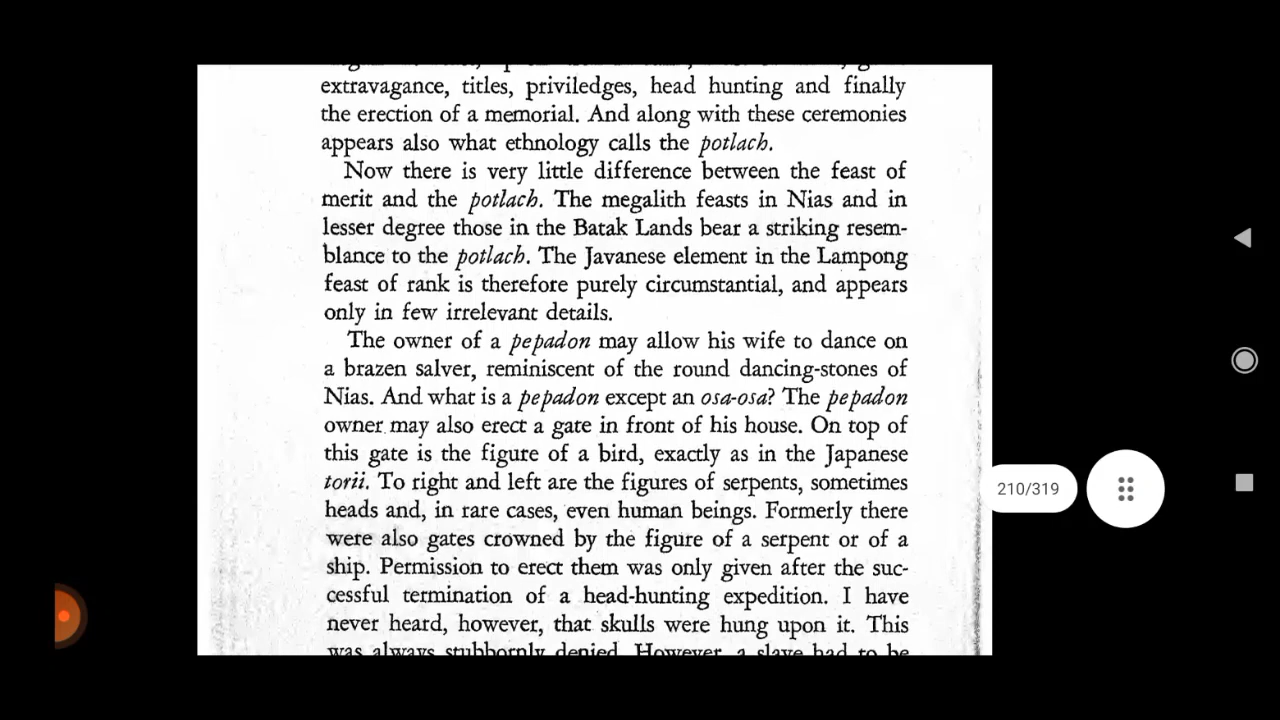 extravagance, titles, priviledges, head hunting and finally
the erection of a memorial. And along with these ceremonies
appears also what ethnology calls the potlach.
Now there is very little difference between the feast of
merit and the potlach. The megalith feasts in Nias and in
lesser degree those in the Batak Lands bear a striking resem-
blance to the potlach. The Javanese element in the Lampong
feast of rank is therefore purely circumstantial, and appears
only in few irrelevant details.
The owner of a pepadon may allow his wife to dance on
a brazen salver, reminiscent of the round dancing-stones of
Nias. And what is a pepadon except an osa-osa? The pepadon
owner may also erect a gate in front of his house. On top of
this gate is the figure of a bird, exactly as in the Japanese
torii. To right and left are the figures of serpents, sometimes
heads and, in rare cases, even human beings. Formerly there
were also gates crowned by the figure of a serpent or of a
ship. Permission to erect them was only given after the suc-
cessful termination of a head-hunting expedition. I have
never heard, however, that skulls were hung upon it. This
was always stubbornly denied. However, a slave had to be
210/319